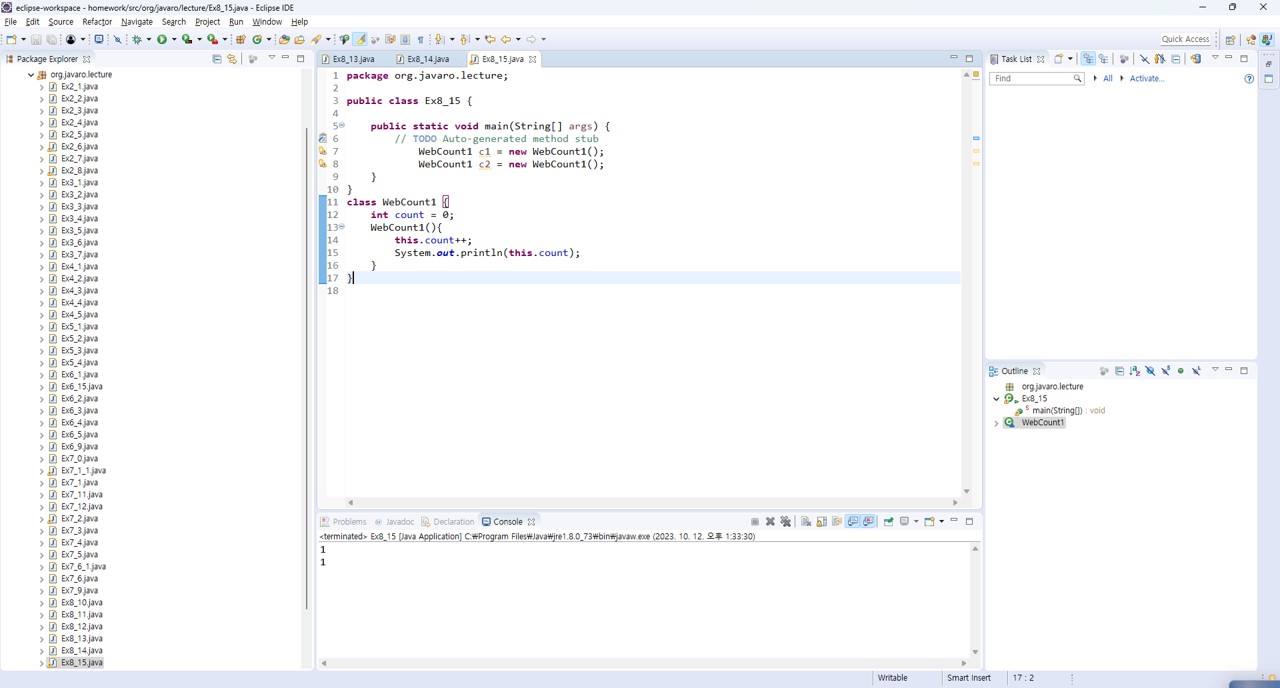 eclipse-workspace - homework/src/org/javaro/lecture/Ex8_15.java - Eclipse IDE
File Edit Source Refactor Navigate Search Project Run Window Help
Quick Access
Package Explorer
org.javaro.lecture
Ex2_1.java
Ex2_2.java
Ex2_3.java
Ex2_4.java
Ex2_5.java
Ex2_6.java
Ex2_7.java
Ex2_8.java
Ex3_1.java
Ex3_2.java
Ex3_3.java
Ex3_4.java
Ex3_5.java
Ex3_6.java
Ex3_7.java
Ex4_1.java
Ex4_2.java
Ex4_3.java
Ex4_4.java
Ex4_5.java
Ex5_1.java
Ex5_2.java
Ex5_3.java
Ex5_4.java
Ex6_1.java
Ex6_15.java
Ex6_2.java
Ex6_3.java
Ex6_4.java
Ex6_5.java
Ex6_9.java
Ex7_0.java
Ex7_1_1.java
Ex7_1.java
Ex7_11.java
Ex7_12.java
Ex7_2.java
Ex7_3.java
Ex7_4.java
Ex7_5.java
Ex7_6_1.java
Ex7_6.java
Ex7_9.java
Ex8_10.java
Ex8_11.java
Ex8_12.java
Ex8_13.java
Ex8_14.java
Ex8_15.java
Ex8_13.java Ex8_14.java Ex8_15.java
1 package org.javaro.lecture;
2
3 public class Ex8_15 {
4
5 public static void main(String[] args) {
6 // TODO Auto-generated method stub
7 WebCount1 c1 = new WebCount1();
8 WebCount1 c2 = new WebCount1();
9 }
10 }
11 class WebCount1 {
12 int count = 0;
13 WebCount1(){
14 this.count++;
15 System.out.println(this.count);
16 }
17 }
18
Problems Javadoc Declaration Console
<terminated> Ex8_15 [Java Application] C:₩Program Files₩Java₩jre1.8.0_73₩bin₩javaw.exe (2023. 10. 12. 오후 1:33:30)
1
1
Task List
Find All Activate...
Outline
org.javaro.lecture
Ex8_15
main(String[]) : void
WebCount1
Writable Smart Insert 17 : 2